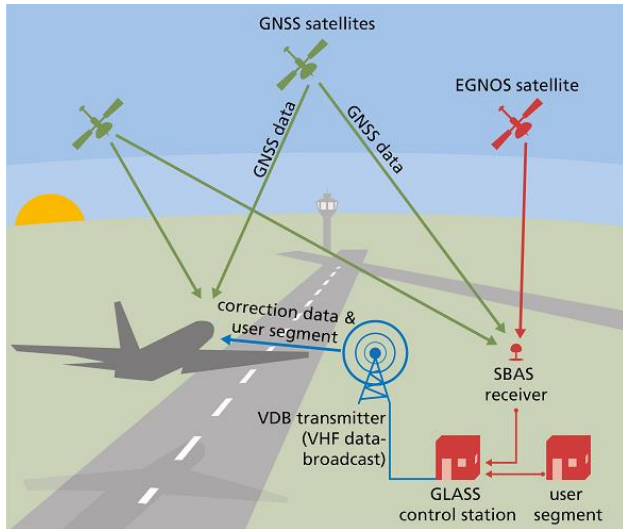 GNSS satellites
EGNOS satellite
GNSS data
GNSS data
correction data &
user segment
SBAS
receiver
VDB transmitter
(VHF data-
broadcast)
GLASS
control station
user
segment